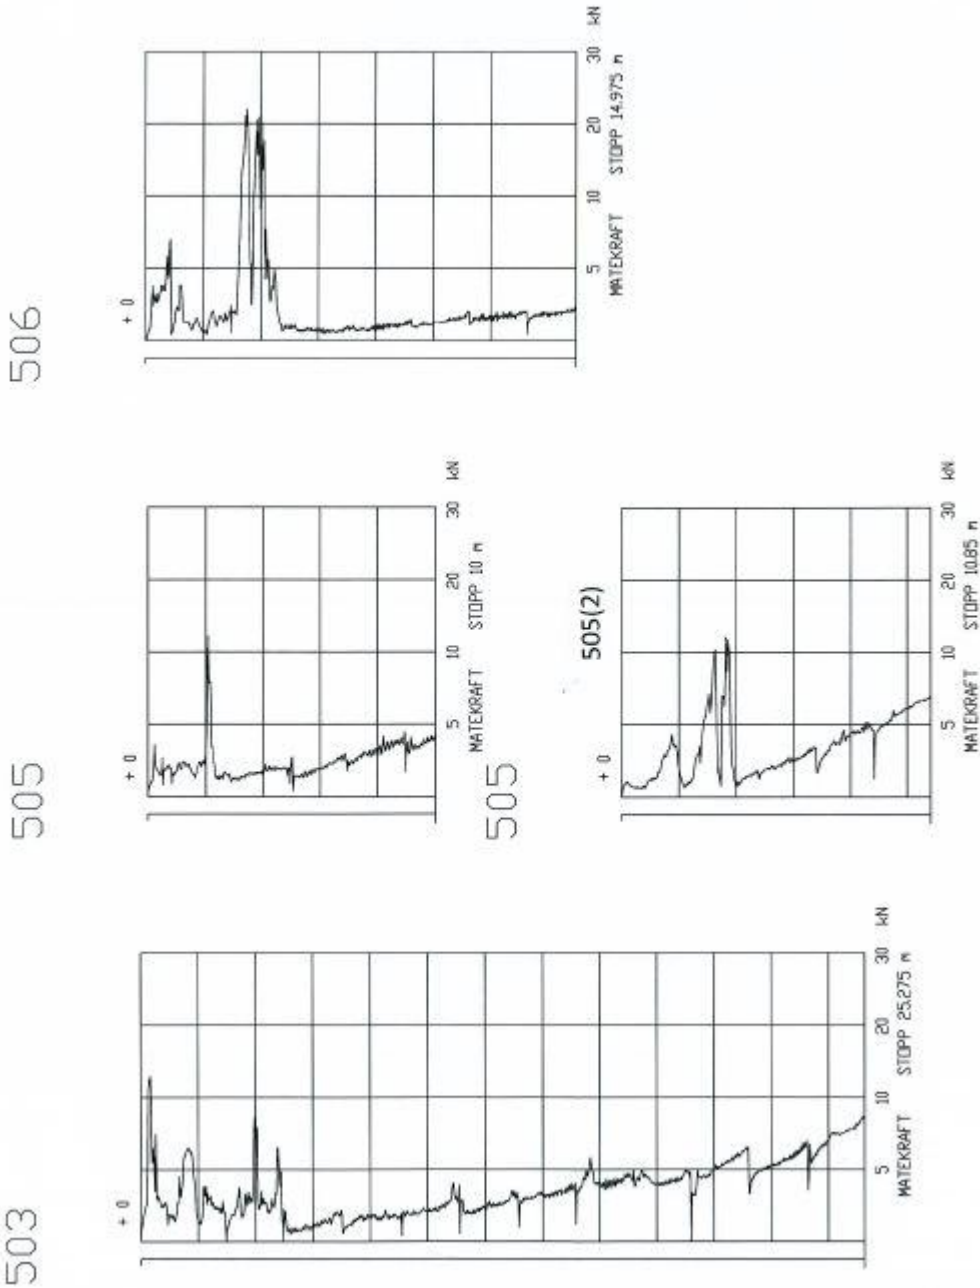 503
+ 0
5 10 20 30 kN
MATEKRAFT STOPP 25.275 m
505
+ 0
5 10 20 30 kN
MATEKRAFT STOPP 10 m
505
505(2)
+ 0
5 10 20 30 kN
MATEKRAFT STOPP 10.85 m
506
+ 0
5 10 20 30 kN
MATEKRAFT STOPP 14.975 m